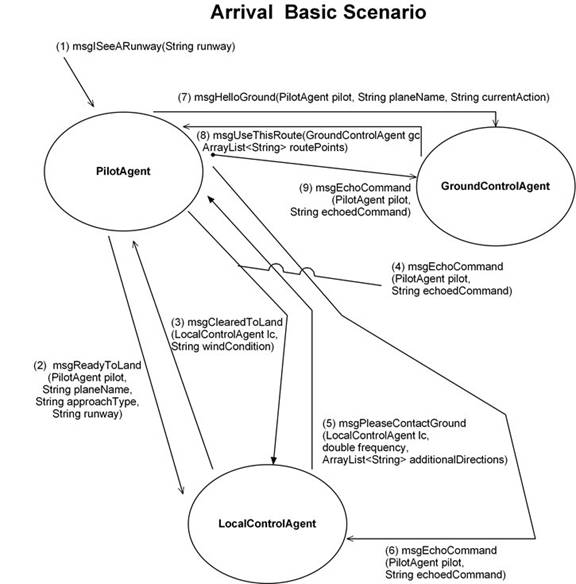 Arrival  Basic Scenario
(1) msgISeeARunway(String runway)
(7) msgHelloGround(PilotAgent pilot, String planeName, String currentAction)
(8) msgUseThisRoute(GroundControlAgent gc
ArrayList<String> routePoints)
PilotAgent
GroundControlAgent
(9) msgEchoCommand
(PilotAgent pilot,
String echoedCommand)
(4) msgEchoCommand
(PilotAgent pilot,
String echoedCommand)
(3) msgClearedToLand
(LocalControlAgent lc,
String windCondition)
(2)  msgReadyToLand
(PilotAgent pilot,
String planeName,
String approachType,
String runway)
(5) msgPleaseContactGround
(LocalControlAgent lc,
double frequency,
ArrayList<String> additionalDirections)
LocalControlAgent
(6) msgEchoCommand
(PilotAgent pilot,
String echoedCommand)